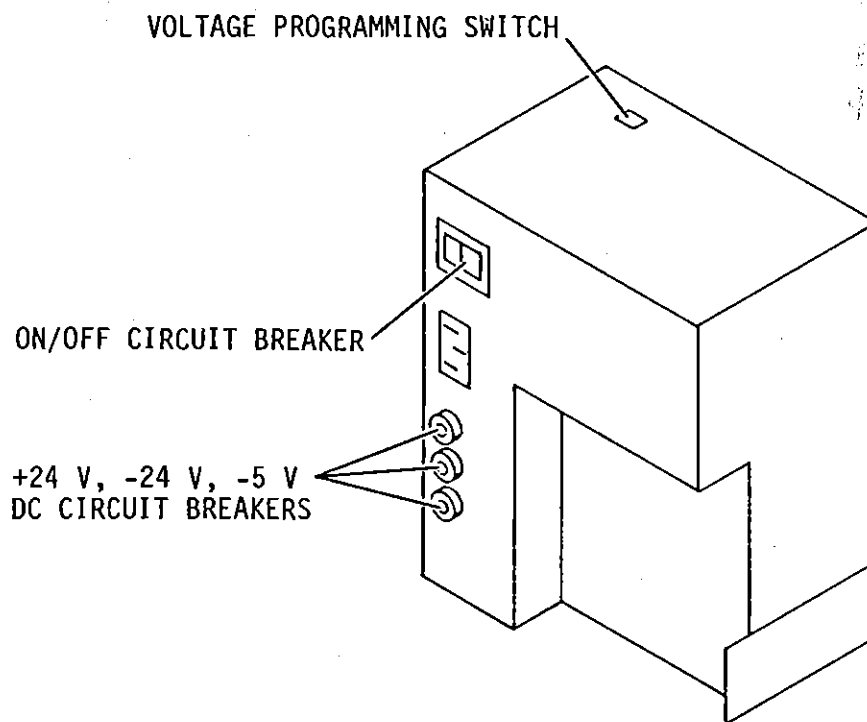 VOLTAGE PROGRAMMING SWITCH
ON/OFF CIRCUIT BREAKER
+24 V, -24 V, -5 V
DC CIRCUIT BREAKERS